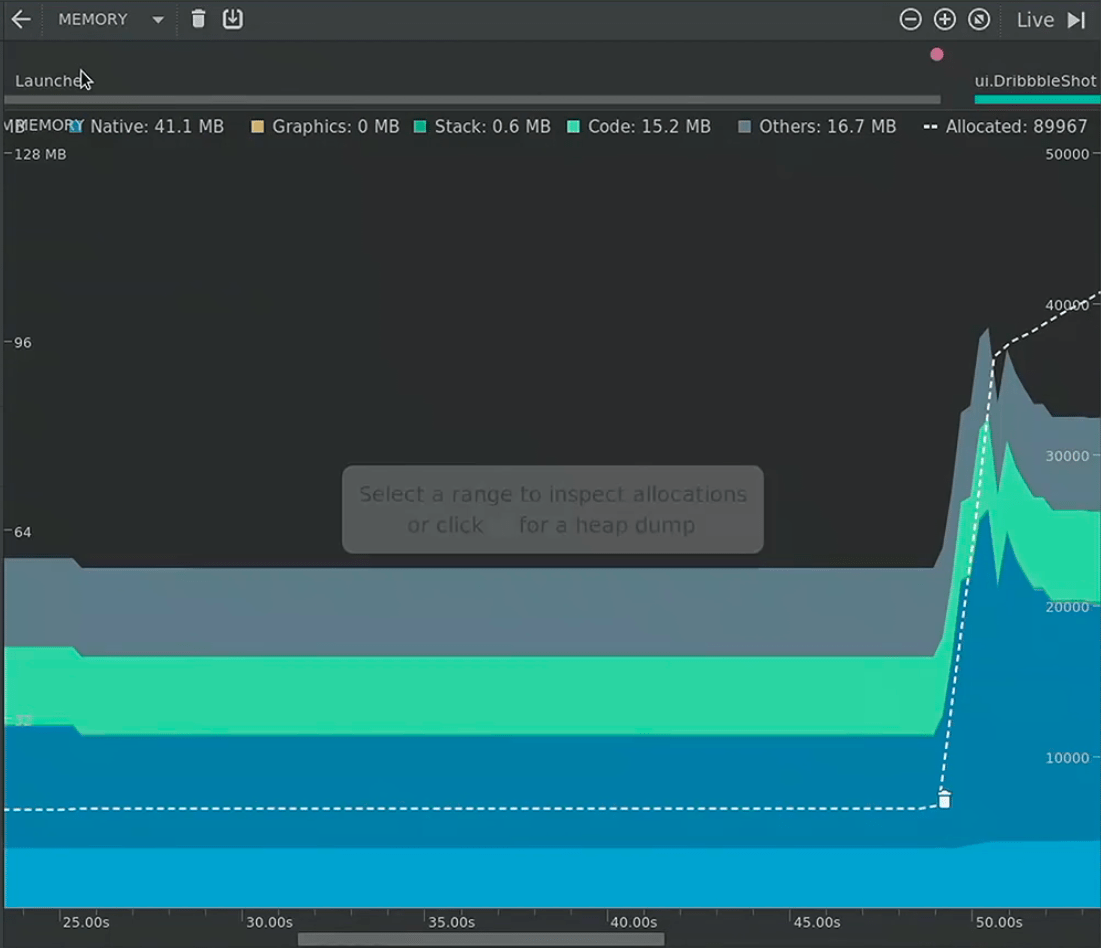 MEMORY
Live
Launche
ui.DribbbleShot
MEMORY Native: 41.1 MB Graphics: 0 MB Stack: 0.6 MB Code: 15.2 MB Others: 16.7 MB Allocated: 89967
128 MB 50000
40000
96
30000
Select a range to inspect allocations
or click for a heap dump
64
20000
32
10000
25.00s 30.00s 35.00s 40.00s 45.00s 50.00s